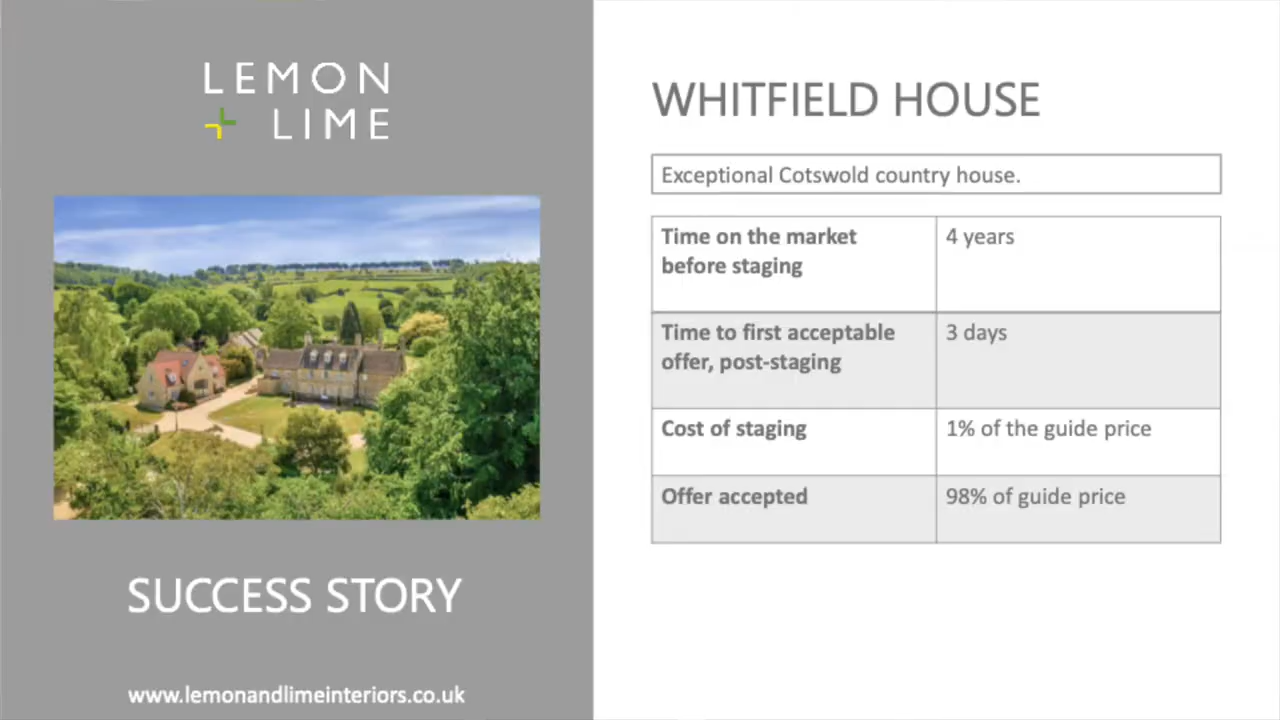 LEMON
LIME
SUCCESS STORY
www.lemonandlimeinteriors.co.uk
WHITFIELD HOUSE
Exceptional Cotswold country house.
Time on the market
before staging
4 years
Time to first acceptable
offer, post-staging
3 days
Cost of staging
1% of the guide price
Offer accepted
98% of guide price